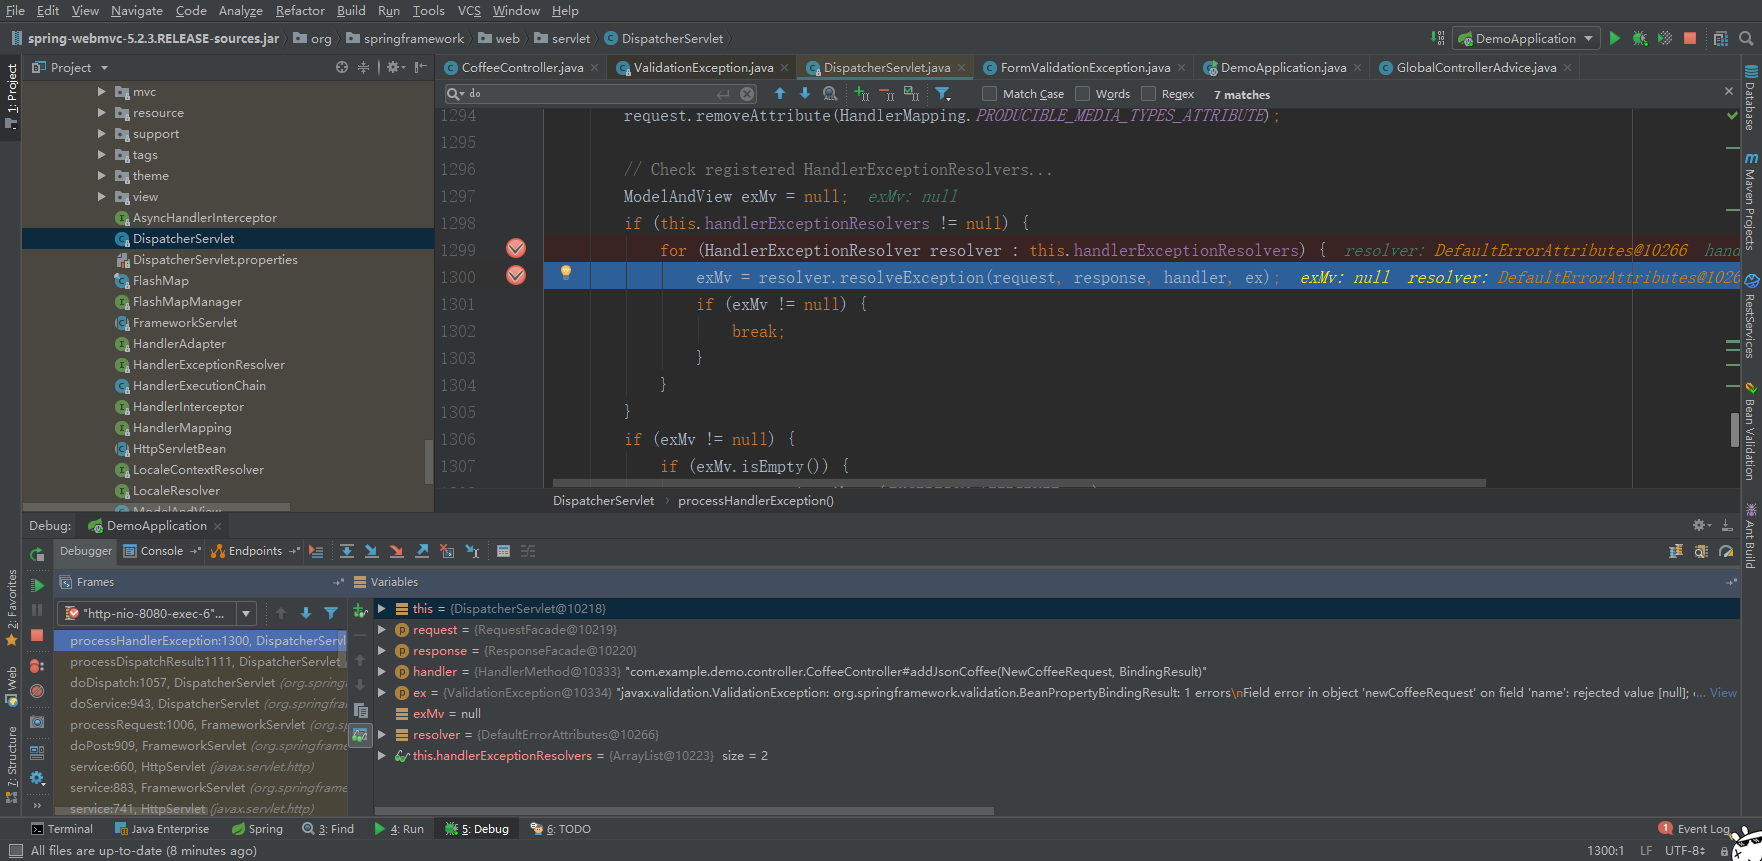 File Edit View Navigate Code Analyze Refactor Build Run Tools VCS Window Help
spring-webmvc-5.2.3.RELEASE-sources.jar org springframework web servlet DispatcherServlet
DemoApplication
Project
CoffeeController.java ValidationException.java DispatcherServlet.java FormValidationException.java DemoApplication.java GlobalControllerAdvice.java
do
Match Case Words Regex 7 matches
1: Project
2: Favorites
Web
7: Structure
mvc
resource
support
tags
theme
view
AsyncHandlerInterceptor
DispatcherServlet
DispatcherServlet.properties
FlashMap
FlashMapManager
FrameworkServlet
HandlerAdapter
HandlerExceptionResolver
HandlerExecutionChain
HandlerInterceptor
HandlerMapping
HttpServletBean
LocaleContextResolver
LocaleResolver
ModelAndView
1294 request.removeAttribute(HandlerMapping.PRODUCIBLE_MEDIA_TYPES_ATTRIBUTE);
1295
1296 // Check registered HandlerExceptionResolvers...
1297 ModelAndView exMv = null; exMv: null
1298 if (this.handlerExceptionResolvers != null) {
1299 for (HandlerExceptionResolver resolver : this.handlerExceptionResolvers) { resolver: DefaultErrorAttributes@10266 hand
1300 exMv = resolver.resolveException(request, response, handler, ex); exMv: null resolver: DefaultErrorAttributes@1026
1301 if (exMv != null) {
1302 break;
1303 }
1304 }
1305 }
1306 if (exMv != null) {
1307 if (exMv.isEmpty()) {
DispatcherServlet › processHandlerException()
Database
Maven Projects
RestServices
Bean Validation
Ant Build
Debug: DemoApplication
Debugger Console Endpoints
Frames
Variables
"http-nio-8080-exec-6"...
processHandlerException:1300, DispatcherServl
processDispatchResult:1111, DispatcherServlet
doDispatch:1057, DispatcherServlet (org.spring
doService:943, DispatcherServlet (org.springf
processRequest:1006, FrameworkServlet (org.s
doPost:909, FrameworkServlet (org.springframe
service:660, HttpServlet (javax.servlet.http)
service:883, FrameworkServlet (org.springfram
service:741, HttpServlet (javax.servlet.http)
this = {DispatcherServlet@10218}
request = {RequestFacade@10219}
response = {ResponseFacade@10220}
handler = {HandlerMethod@10333} "com.example.demo.controller.CoffeeController#addJsonCoffee(NewCoffeeRequest, BindingResult)"
ex = {ValidationException@10334} "javax.validation.ValidationException: org.springframework.validation.BeanPropertyBindingResult: 1 errors\nField error in object 'newCoffeeRequest' on field 'name': rejected value [null]; c... View
exMv = null
resolver = {DefaultErrorAttributes@10266}
this.handlerExceptionResolvers = {ArrayList@10223} size = 2
Terminal Java Enterprise Spring 3: Find 4: Run 5: Debug 6: TODO 1 Event Log
All files are up-to-date (8 minutes ago) 1300:1 LF UTF-8